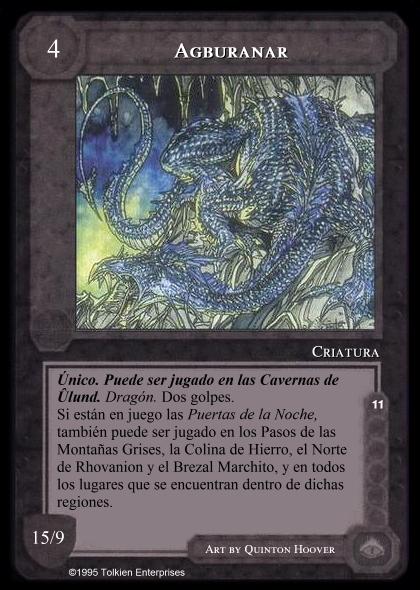 4
AGBURANAR
CRIATURA
Único. Puede ser jugado en las Cavernas de
Ûlund. Dragón. Dos golpes.
Si están en juego las Puertas de la Noche,
también puede ser jugado en los Pasos de las
Montañas Grises, la Colina de Hierro, el Norte
de Rhovanion y el Brezal Marchito, y en todos
los lugares que se encuentran dentro de dichas
regiones.
11
15/9
ART BY QUINTON HOOVER
©1995 Tolkien Enterprises